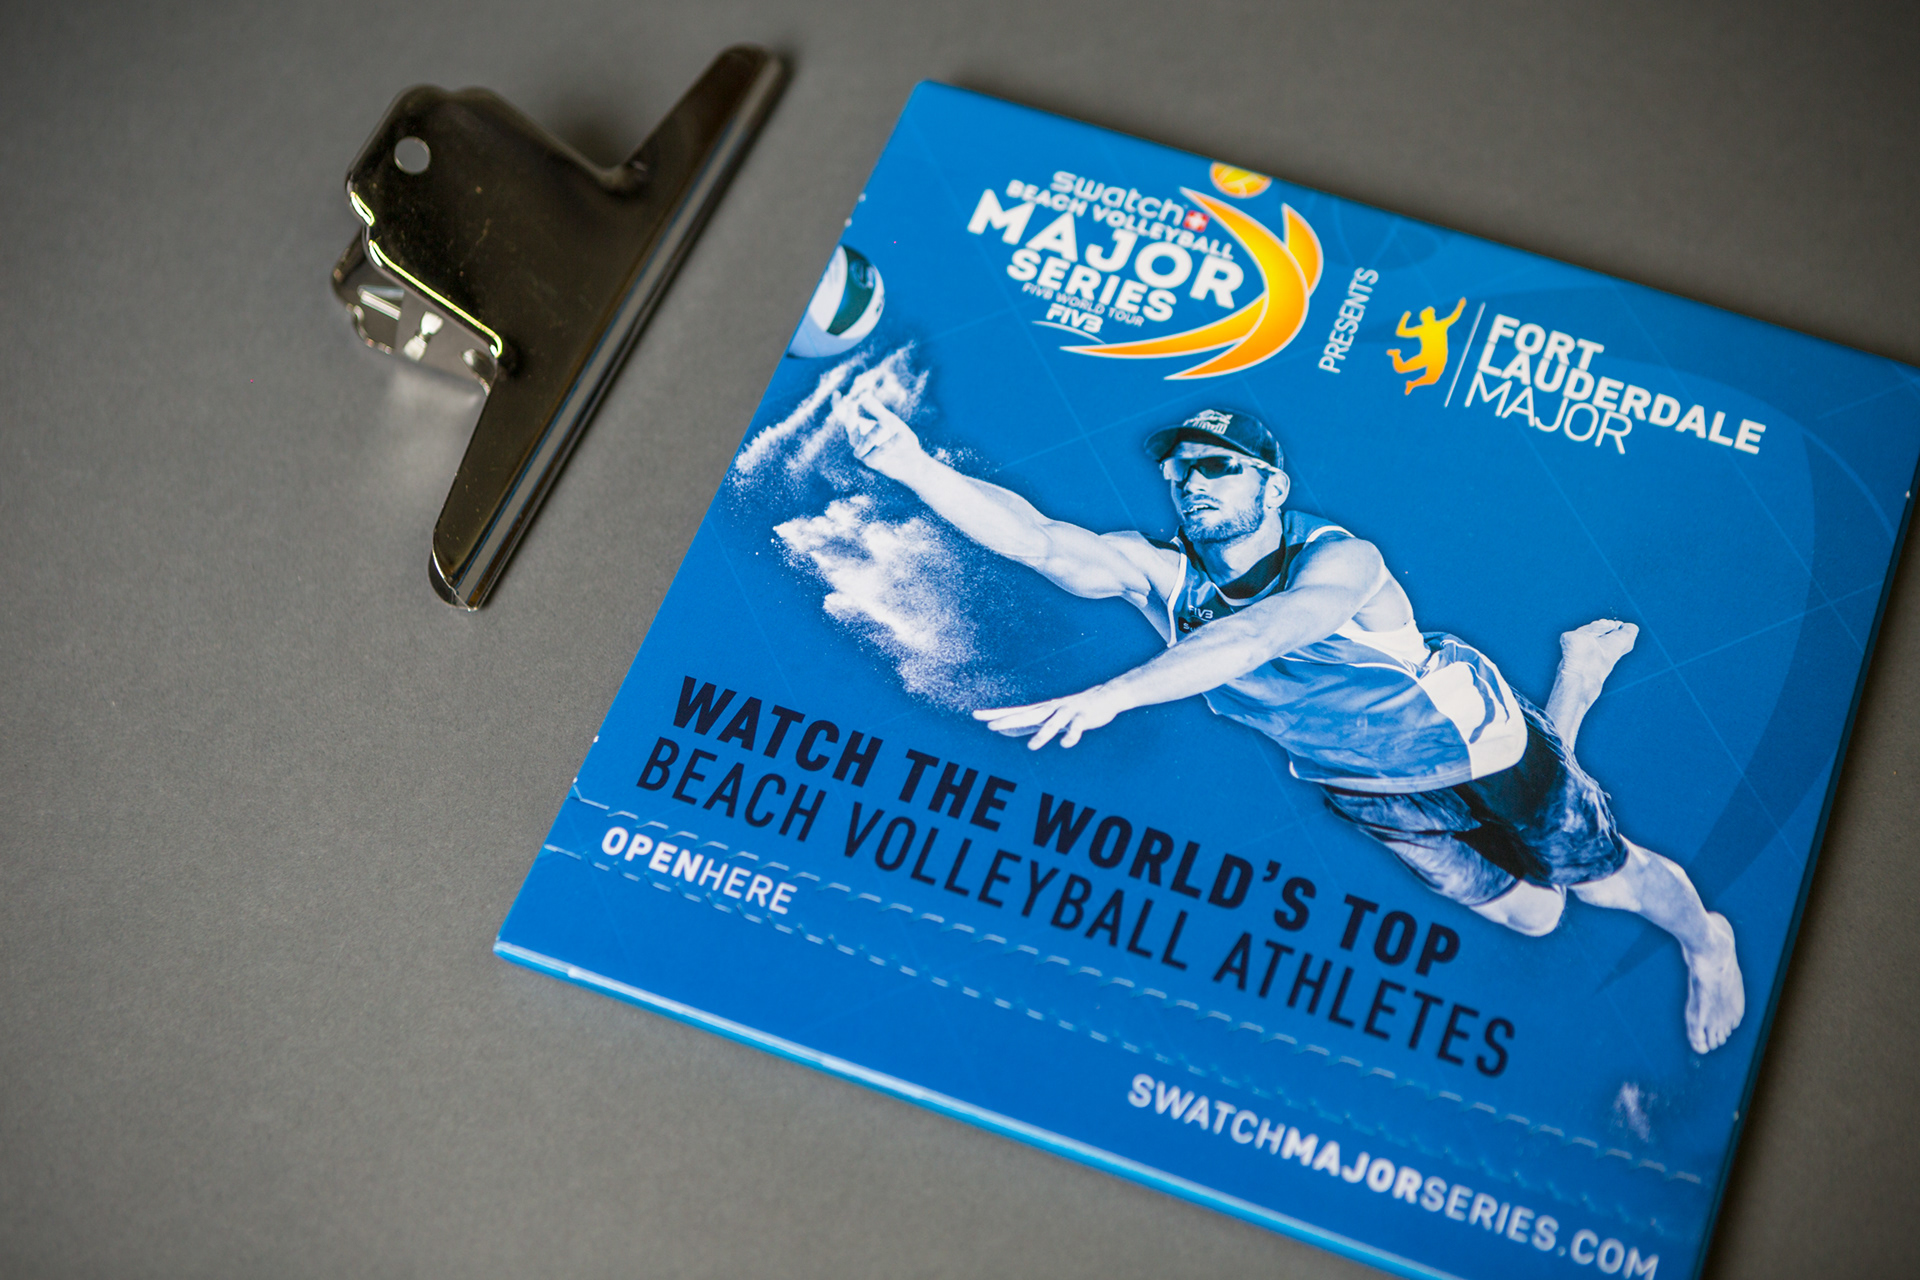 swatch
BEACH VOLLEYBALL
MAJOR
SERIES
FIVB WORLD TOUR
FIVB
PRESENTS
FORT
LAUDERDALE
MAJOR
FIVB
WATCH THE WORLD'S TOP
BEACH VOLLEYBALL ATHLETES
OPENHERE
SWATCHMAJORSERIES.COM